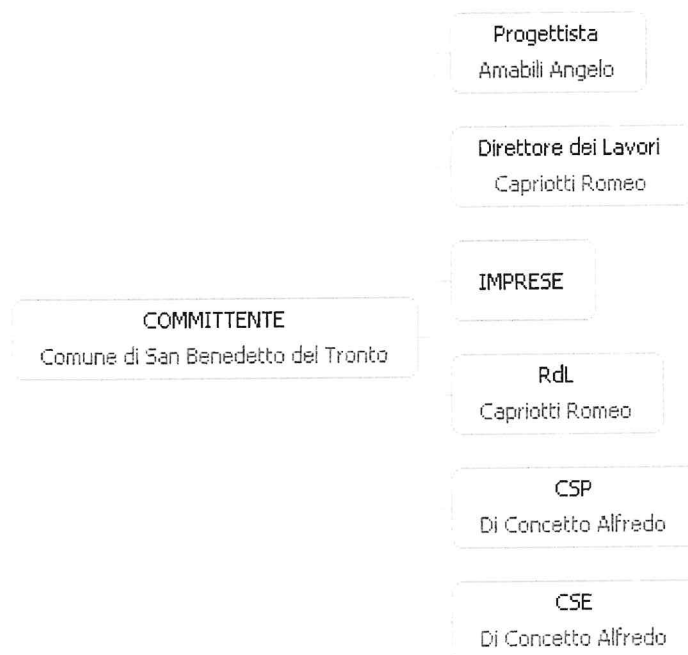 Progettista
Amabili Angelo
Direttore dei Lavori
Capriotti Romeo
IMPRESE
COMMITTENTE
Comune di San Benedetto del Tronto
RdL
Capriotti Romeo
CSP
Di Concetto Alfredo
CSE
Di Concetto Alfredo